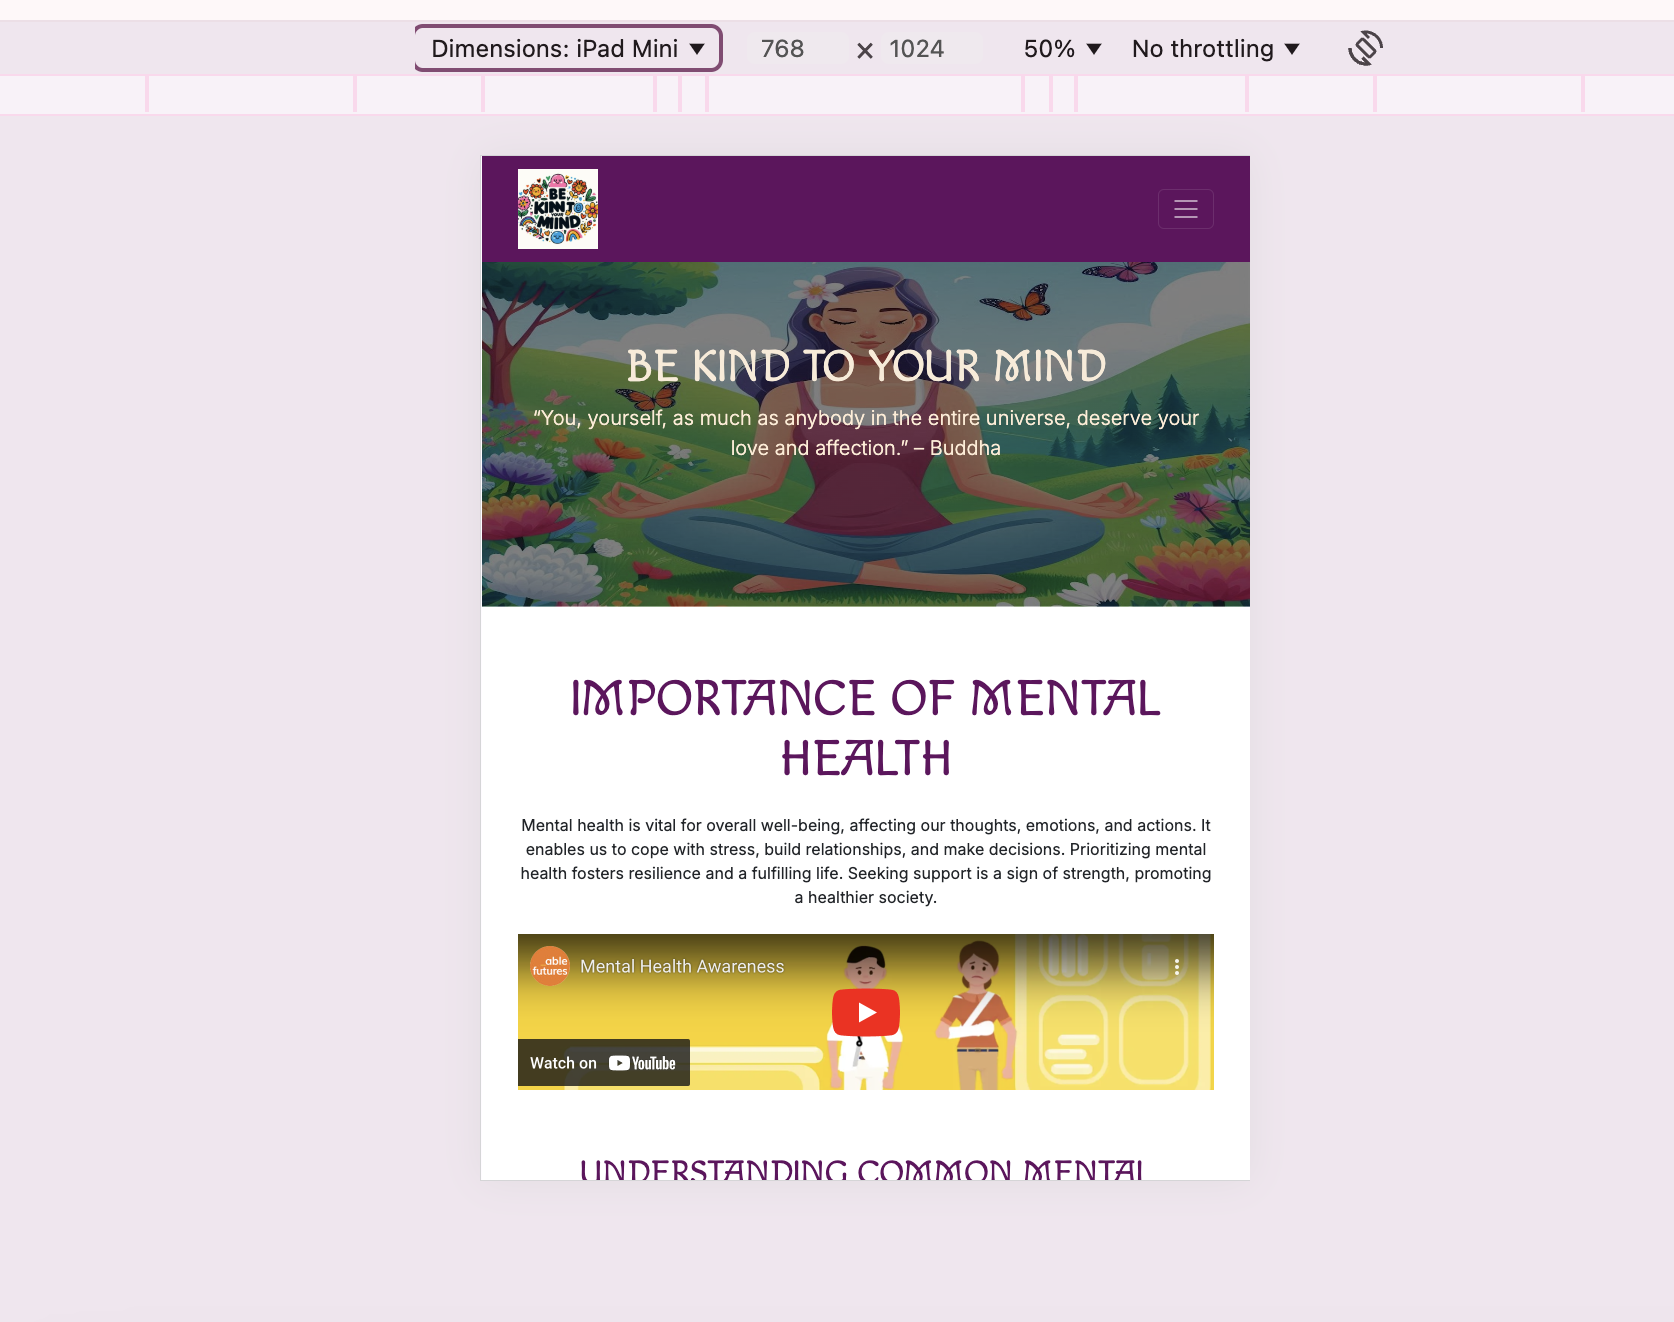 Dimensions: iPad Mini ▼ 768 × 1024 50% ▼ No throttling ▼
BE
KIND TO
YOUR
MIND
BE KIND TO YOUR MIND
“You, yourself, as much as anybody in the entire universe, deserve your
love and affection.” – Buddha
IMPORTANCE OF MENTAL
HEALTH
Mental health is vital for overall well-being, affecting our thoughts, emotions, and actions. It
enables us to cope with stress, build relationships, and make decisions. Prioritizing mental
health fosters resilience and a fulfilling life. Seeking support is a sign of strength, promoting
a healthier society.
able
futures
Mental Health Awareness
Watch on YouTube
UNDERSTANDING COMMON MENTAL